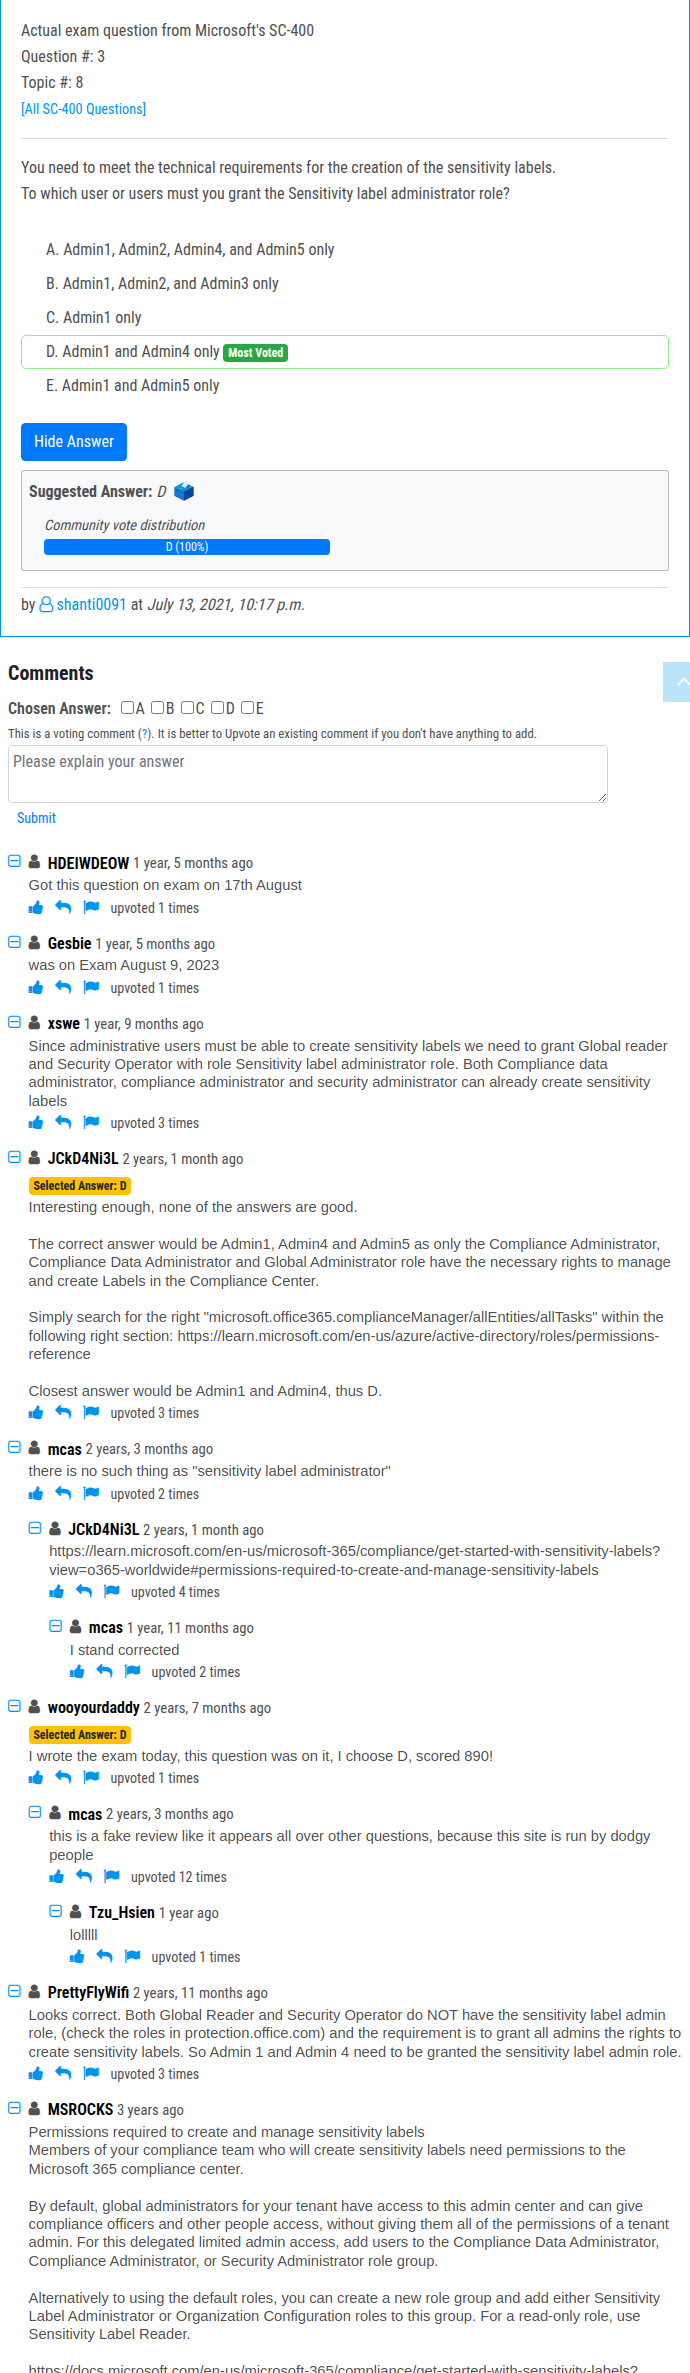 Actual exam question from Microsoft's SC-400
Question #: 3
Topic #: 8
[All SC-400 Questions]
You need to meet the technical requirements for the creation of the sensitivity labels.
To which user or users must you grant the Sensitivity label administrator role?
A. Admin1, Admin2, Admin4, and Admin5 only
B. Admin1, Admin2, and Admin3 only
C. Admin1 only
D. Admin1 and Admin4 only Most Voted
E. Admin1 and Admin5 only
Hide Answer
Suggested Answer: D
Community vote distribution
D (100%)
by shanti0091 at July 13, 2021, 10:17 p.m.
Comments
Chosen Answer: A B C D E
This is a voting comment (?). It is better to Upvote an existing comment if you don't have anything to add.
Please explain your answer
Submit
HDEIWDEOW 1 year, 5 months ago
Got this question on exam on 17th August
upvoted 1 times
Gesbie 1 year, 5 months ago
was on Exam August 9, 2023
upvoted 1 times
xswe 1 year, 9 months ago
Since administrative users must be able to create sensitivity labels we need to grant Global reader
and Security Operator with role Sensitivity label administrator role. Both Compliance data
administrator, compliance administrator and security administrator can already create sensitivity
labels
upvoted 3 times
JCkD4Ni3L 2 years, 1 month ago
Selected Answer: D
Interesting enough, none of the answers are good.
The correct answer would be Admin1, Admin4 and Admin5 as only the Compliance Administrator,
Compliance Data Administrator and Global Administrator role have the necessary rights to manage
and create Labels in the Compliance Center.
Simply search for the right "microsoft.office365.complianceManager/allEntities/allTasks" within the
following right section: https://learn.microsoft.com/en-us/azure/active-directory/roles/permissions-
reference
Closest answer would be Admin1 and Admin4, thus D.
upvoted 3 times
mcas 2 years, 3 months ago
there is no such thing as "sensitivity label administrator"
upvoted 2 times
JCkD4Ni3L 2 years, 1 month ago
https://learn.microsoft.com/en-us/microsoft-365/compliance/get-started-with-sensitivity-labels?
view=o365-worldwide#permissions-required-to-create-and-manage-sensitivity-labels
upvoted 4 times
mcas 1 year, 11 months ago
I stand corrected
upvoted 2 times
wooyourdaddy 2 years, 7 months ago
Selected Answer: D
I wrote the exam today, this question was on it, I choose D, scored 890!
upvoted 1 times
mcas 2 years, 3 months ago
this is a fake review like it appears all over other questions, because this site is run by dodgy
people
upvoted 12 times
Tzu_Hsien 1 year ago
lolllll
upvoted 1 times
PrettyFlyWifi 2 years, 11 months ago
Looks correct. Both Global Reader and Security Operator do NOT have the sensitivity label admin
role, (check the roles in protection.office.com) and the requirement is to grant all admins the rights to
create sensitivity labels. So Admin 1 and Admin 4 need to be granted the sensitivity label admin role.
upvoted 3 times
MSROCKS 3 years ago
Permissions required to create and manage sensitivity labels
Members of your compliance team who will create sensitivity labels need permissions to the
Microsoft 365 compliance center.
By default, global administrators for your tenant have access to this admin center and can give
compliance officers and other people access, without giving them all of the permissions of a tenant
admin. For this delegated limited admin access, add users to the Compliance Data Administrator,
Compliance Administrator, or Security Administrator role group.
Alternatively to using the default roles, you can create a new role group and add either Sensitivity
Label Administrator or Organization Configuration roles to this group. For a read-only role, use
Sensitivity Label Reader.
https://docs.microsoft.com/en-us/microsoft-365/compliance/get-started-with-sensitivity-labels?